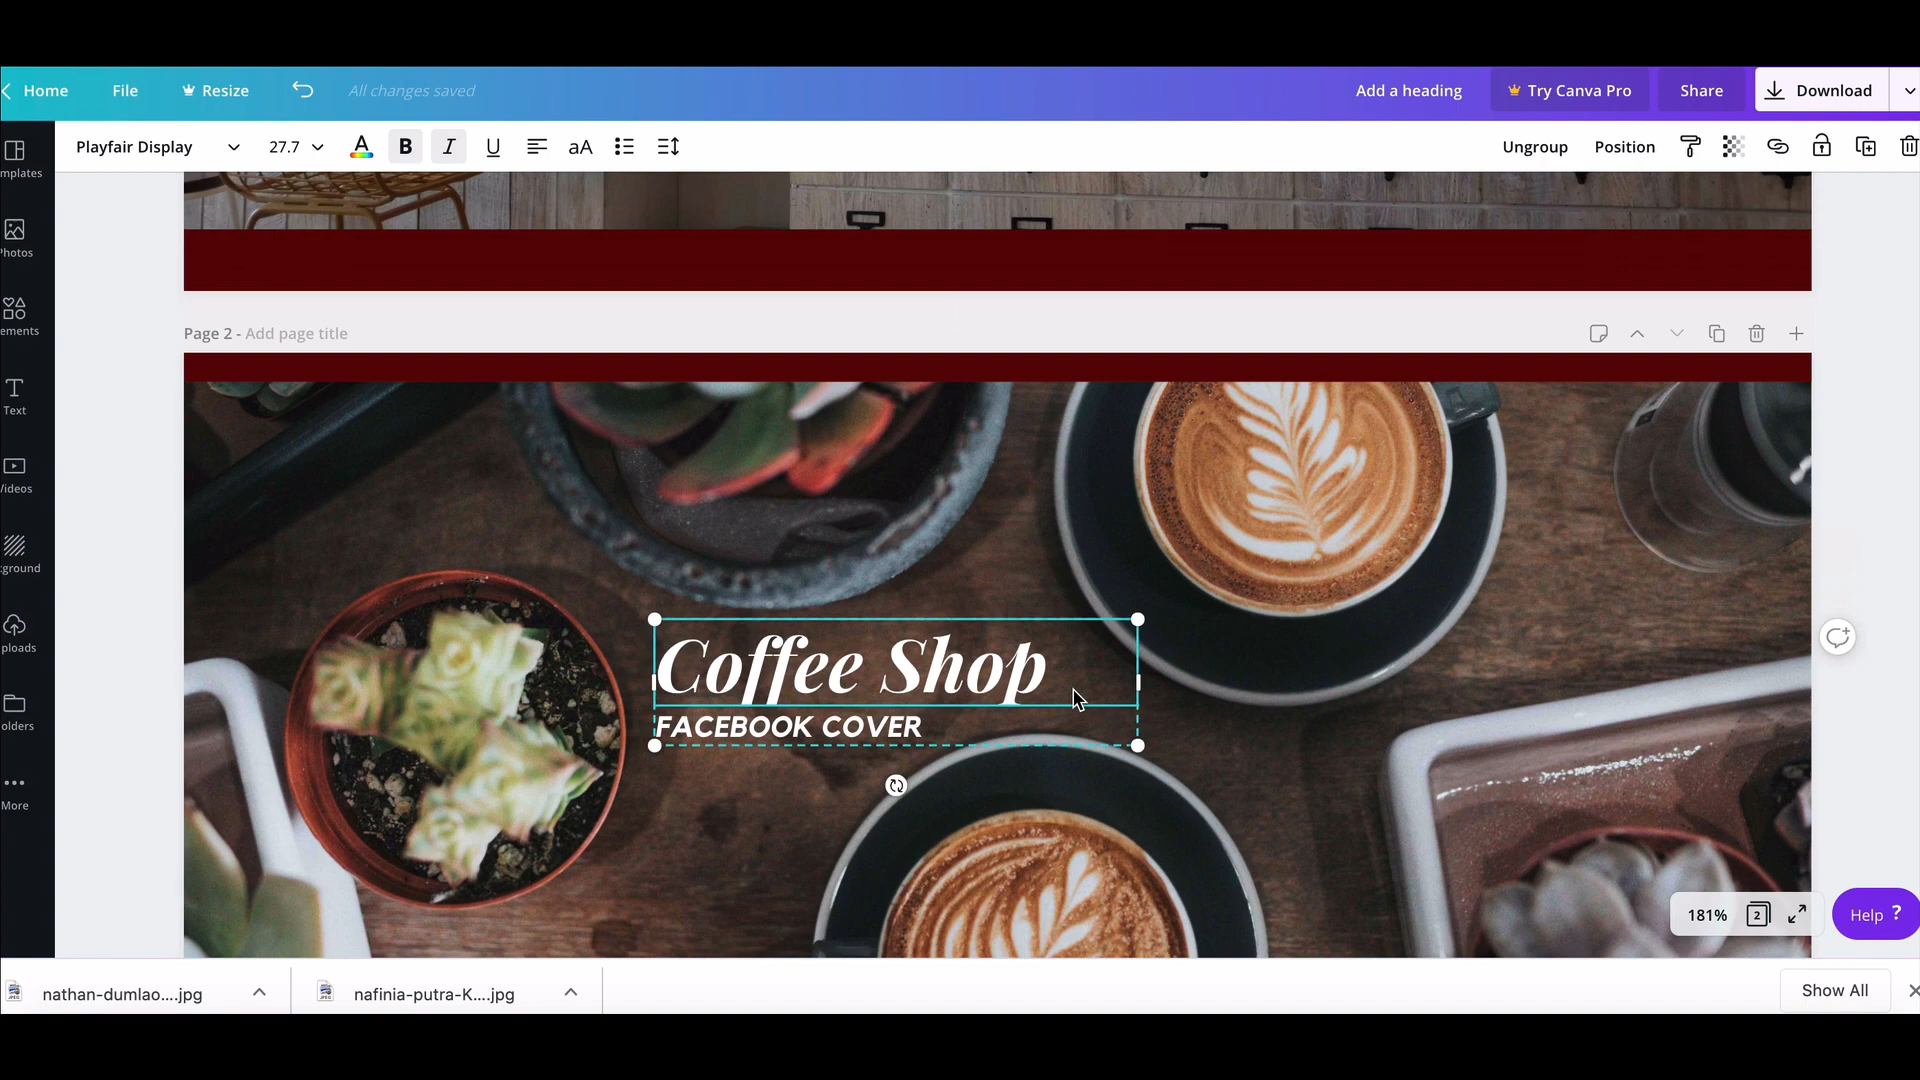 Home File Resize All changes saved Add a heading Try Canva Pro Share Download
Playfair Display 27.7 A B I U aA Ungroup Position
mplates
Photos
ements
Text
Videos
ground
ploads
olders
More
Page 2 - Add page title
Coffee Shop
FACEBOOK COVER
181% 2 Help ?
nathan-dumlao....jpg nafinia-putra-K....jpg Show All